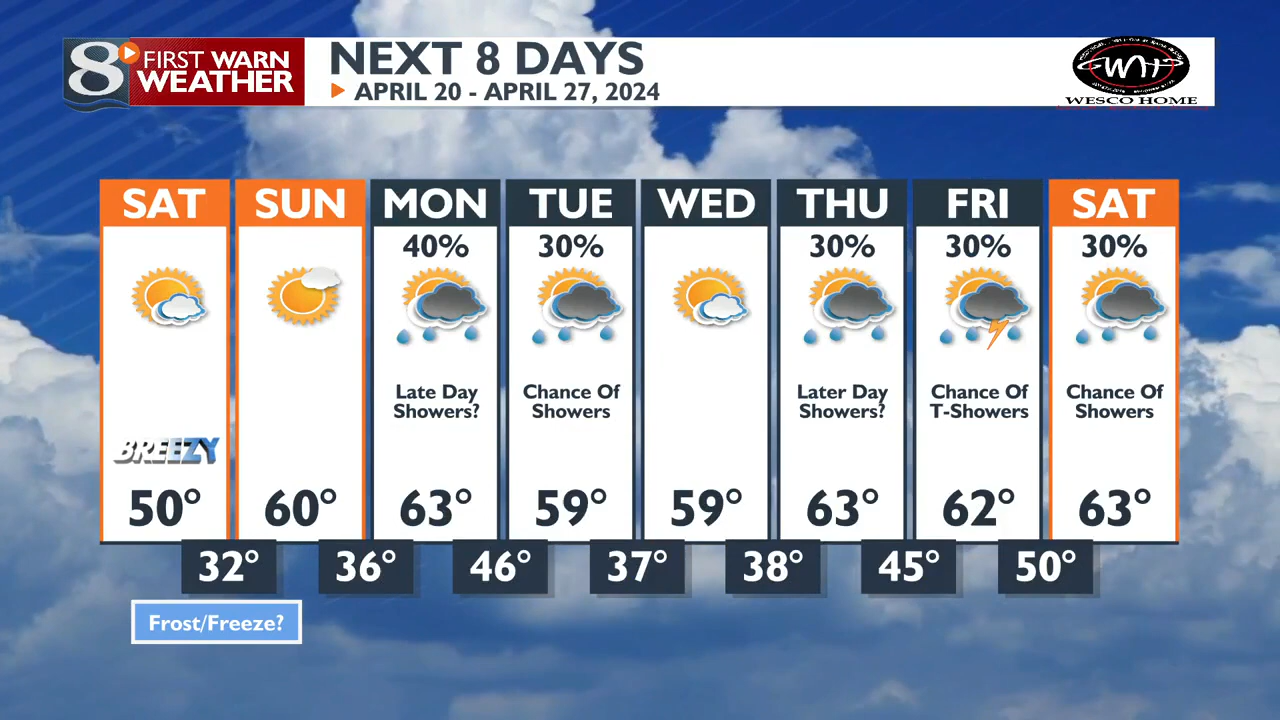 8 FIRST WARN
WEATHER
NEXT 8 DAYS
APRIL 20 - APRIL 27, 2024
WMH
WESCO HOME
SAT SUN MON TUE WED THU FRI SAT
40% 30% 30% 30% 30%
Late Day
Showers?
Chance Of
Showers
Later Day
Showers?
Chance Of
T-Showers
Chance Of
Showers
BREEZY
50° 60° 63° 59° 59° 63° 62° 63°
32° 36° 46° 37° 38° 45° 50°
Frost/Freeze?